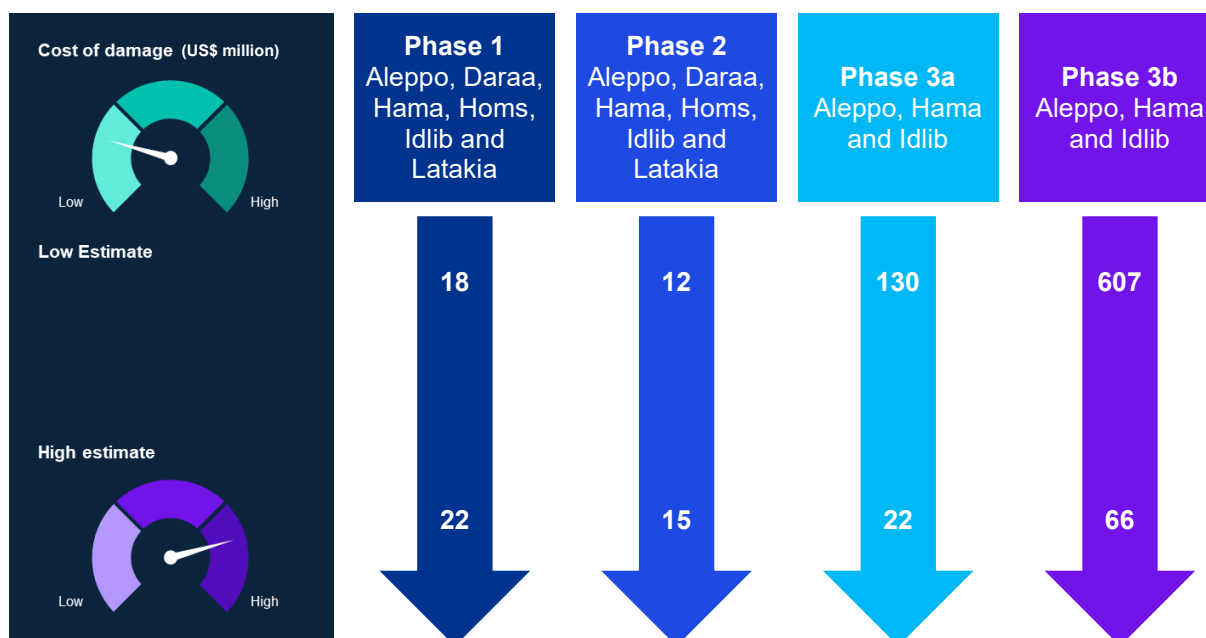 Cost of damage (US$ million)
Low
High
Low Estimate
High estimate
Low
High
Phase 1
Aleppo, Daraa,
Hama, Homs,
Idlib and
Latakia
18
22
Phase 2
Aleppo, Daraa,
Hama, Homs,
Idlib and
Latakia
12
15
Phase 3a
Aleppo, Hama
and Idlib
130
22
Phase 3b
Aleppo, Hama
and Idlib
607
66